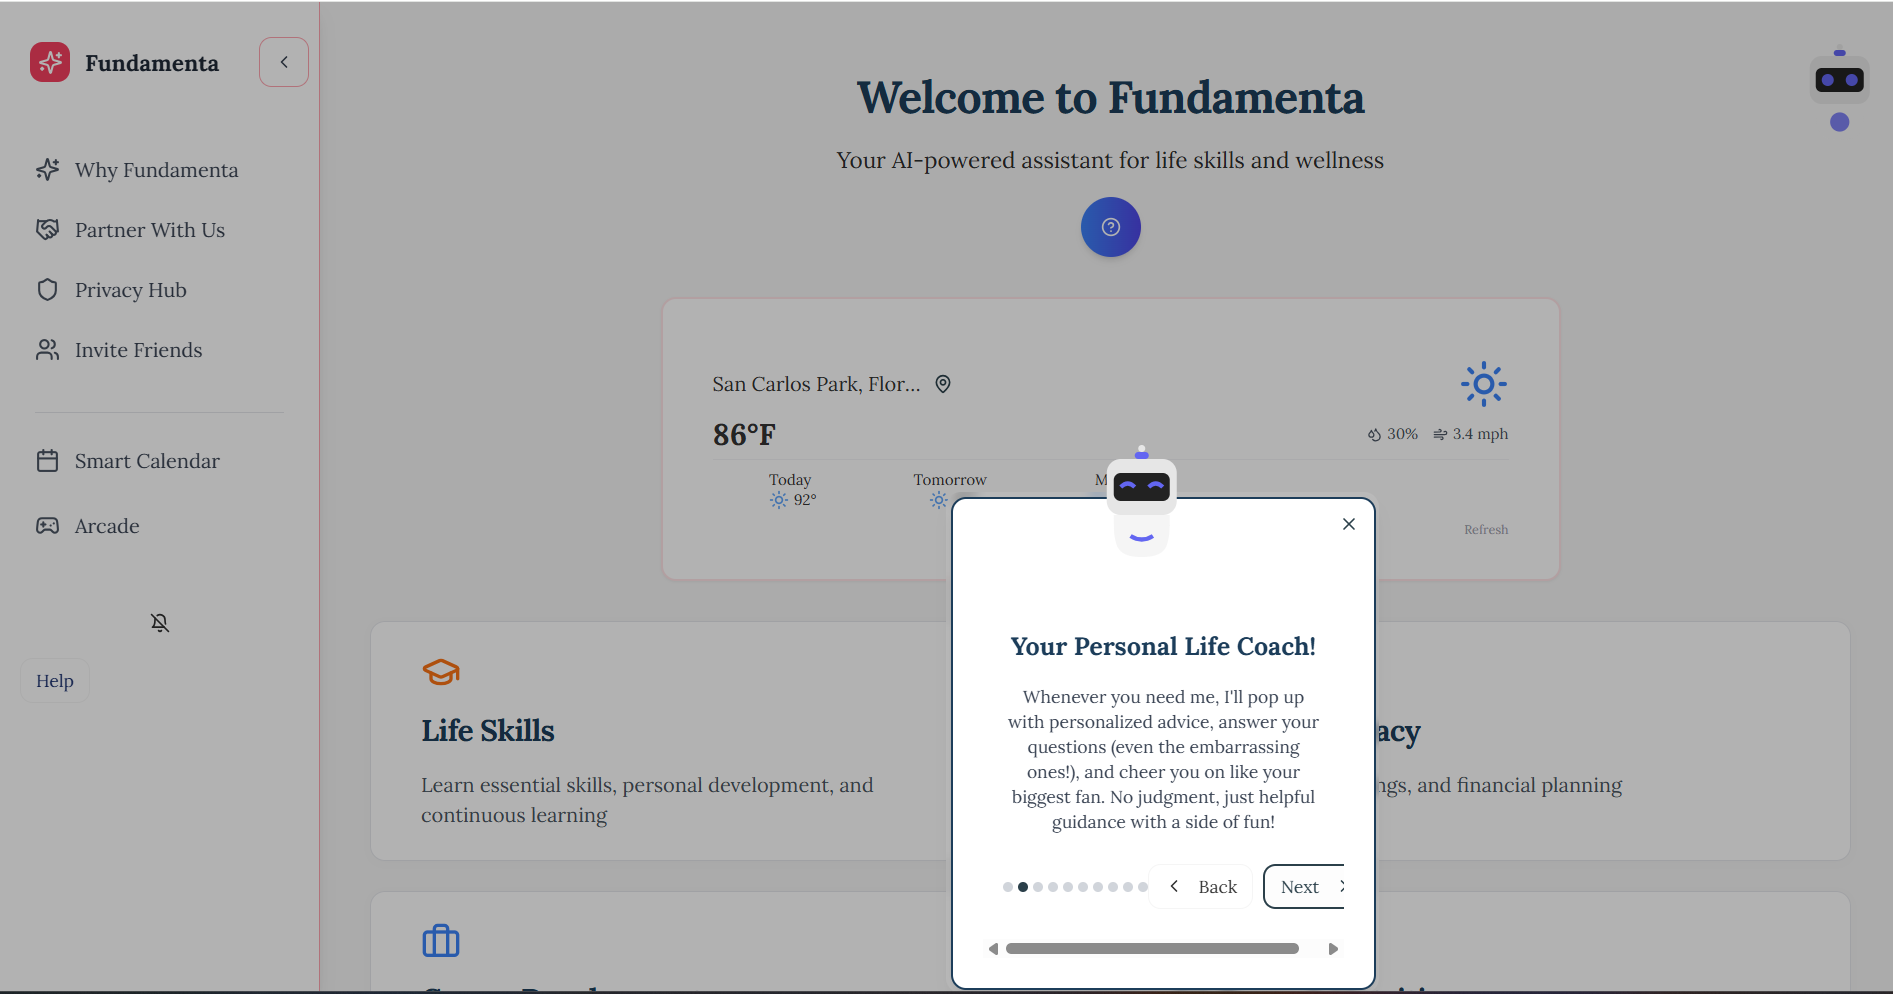 Fundamenta
Why Fundamenta
Partner With Us
Privacy Hub
Invite Friends
Smart Calendar
Arcade
Help
Welcome to Fundamenta
Your AI-powered assistant for life skills and wellness
San Carlos Park, Flor...
86°F
30% 3.4 mph
Today
92°
Tomorrow
Refresh
Life Skills
Learn essential skills, personal development, and
continuous learning
and financial planning
Your Personal Life Coach!
Whenever you need me, I'll pop up
with personalized advice, answer your
questions (even the embarrassing
ones!), and cheer you on like your
biggest fan. No judgment, just helpful
guidance with a side of fun!
Back
Next